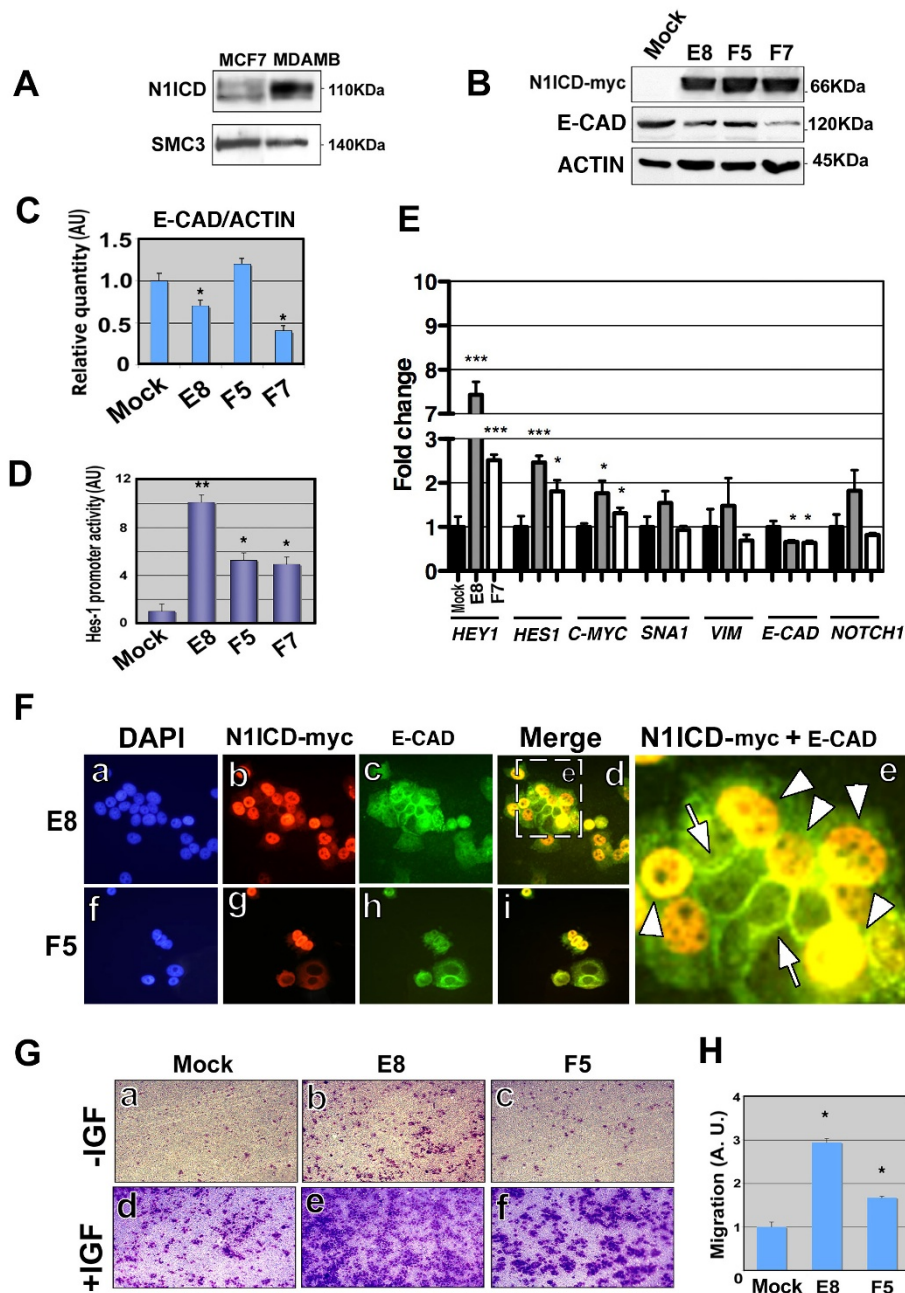 A
MCF7 MDAMB
N1ICD
110KDa
SMC3
140KDa
B
Mock E8 F5 F7
N1ICD-myc
66KDa
E-CAD
120KDa
ACTIN
45KDa
C
E-CAD/ACTIN
Relative quantity (AU)
1.5
1.0
0.5
0
* *
Mock E8 F5 F7
D
Hes-1 promoter activity (AU)
12
8
4
0
** * *
Mock E8 F5 F7
E
Fold change
10
9
8
7
3
2
1
0
*** *** *** * * * * *
Mock E8 F7
HEY1 HES1 C-MYC SNA1 VIM E-CAD NOTCH1
F
DAPI N1ICD-myc E-CAD Merge N1ICD-myc + E-CAD
E8
a b c e d e
F5
f g h i
G
Mock E8 F5
-IGF
a b c
+IGF
d e f
H
Migration (A. U.)
4
3
2
1
0
* *
Mock E8 F5